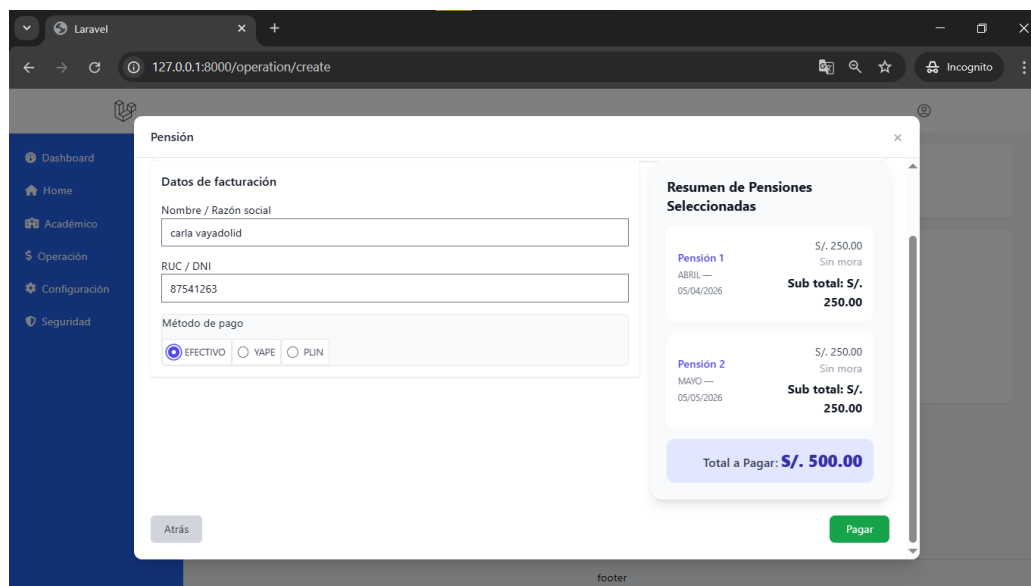 Laravel
127.0.0.1:8000/operation/create
Incognito
Pensión
Dashboard
Home
Académico
Operación
Configuración
Seguridad
Datos de facturación
Nombre / Razón social
carla vayadolid
RUC / DNI
87541263
Método de pago
EFECTIVO YAPE PLIN
Resumen de Pensiones
Seleccionadas
Pensión 1
ABRIL —
05/04/2026
S/. 250.00
Sin mora
Sub total: S/.
250.00
Pensión 2
MAYO —
05/05/2026
S/. 250.00
Sin mora
Sub total: S/.
250.00
Total a Pagar: S/. 500.00
Atrás
Pagar
footer